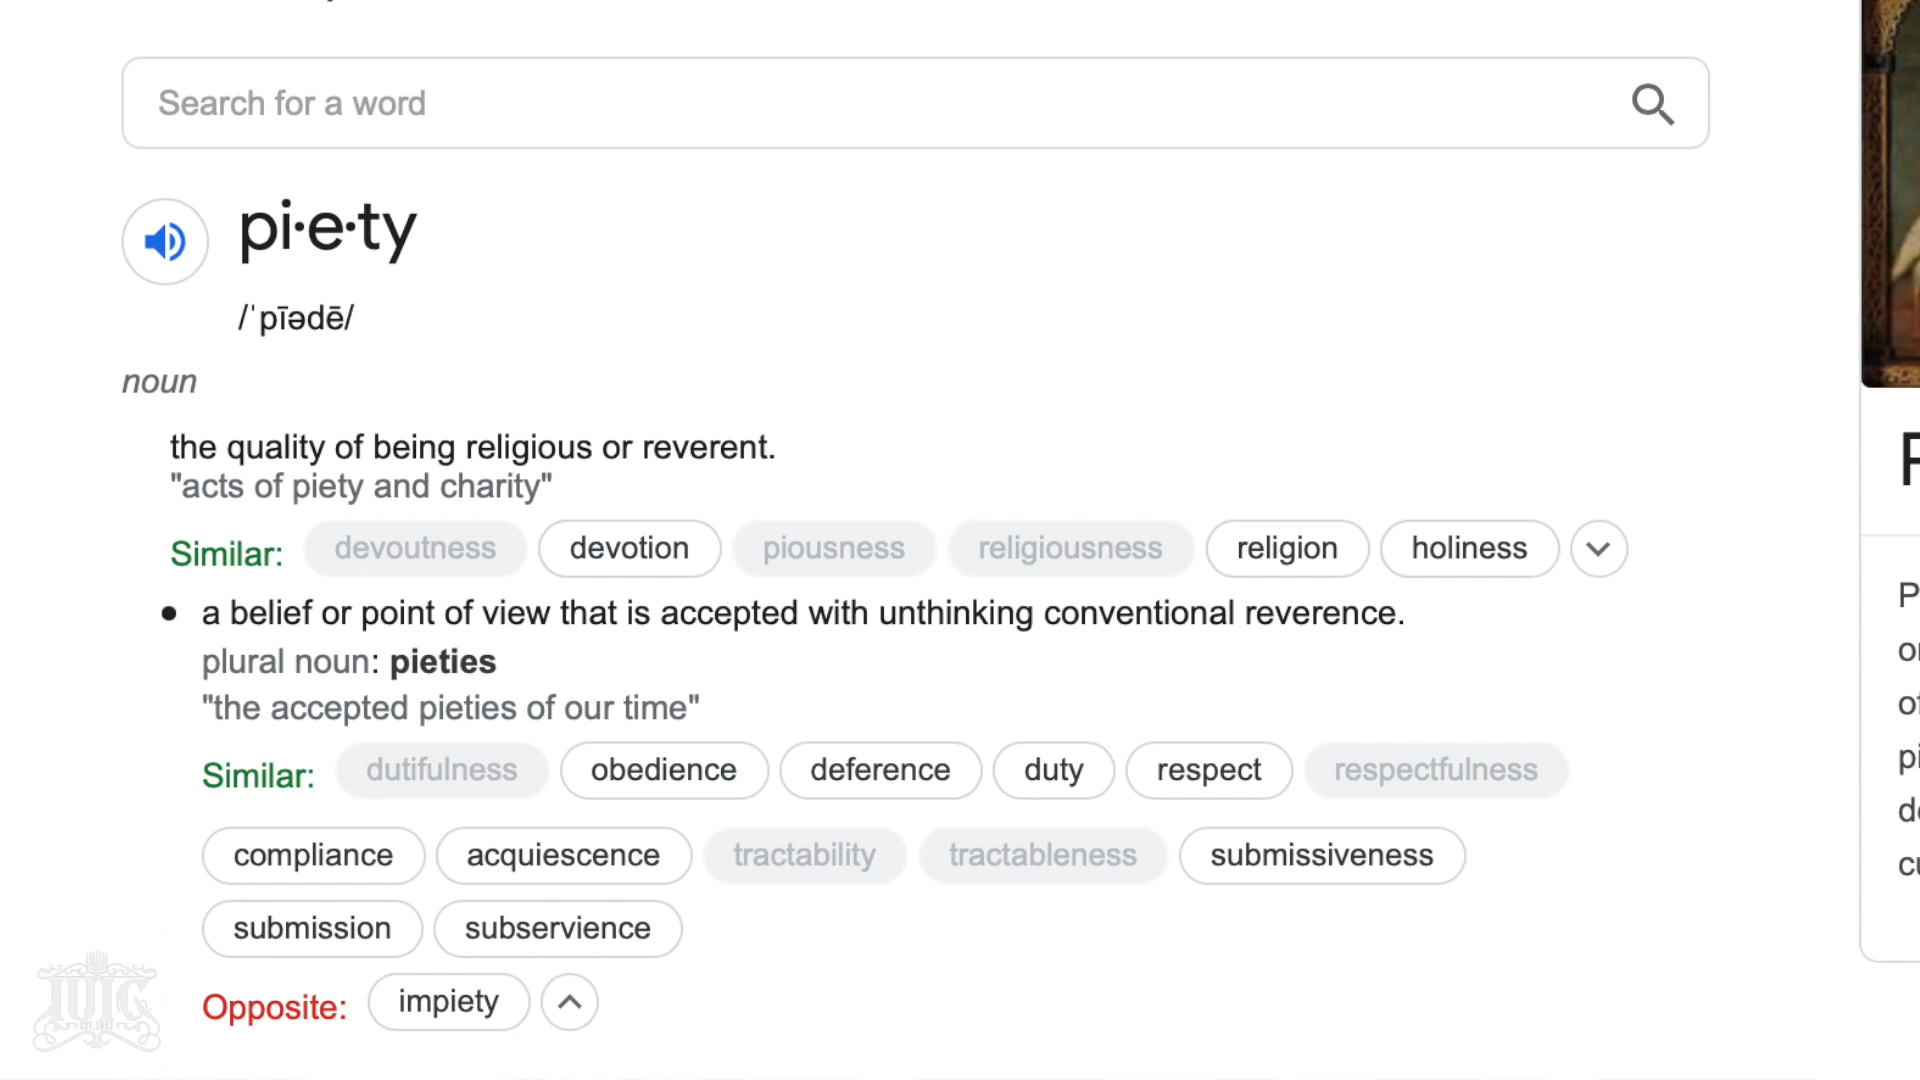 Search for a word
pi·e·ty
/ˈpīədē/
noun
the quality of being religious or reverent.
"acts of piety and charity"
Similar: devoutness devotion piousness religiousness religion holiness
• a belief or point of view that is accepted with unthinking conventional reverence.
plural noun: pieties
"the accepted pieties of our time"
Similar: dutifulness obedience deference duty respect respectfulness
compliance acquiescence tractability tractableness submissiveness
submission subservience
Opposite: impiety
IUIC